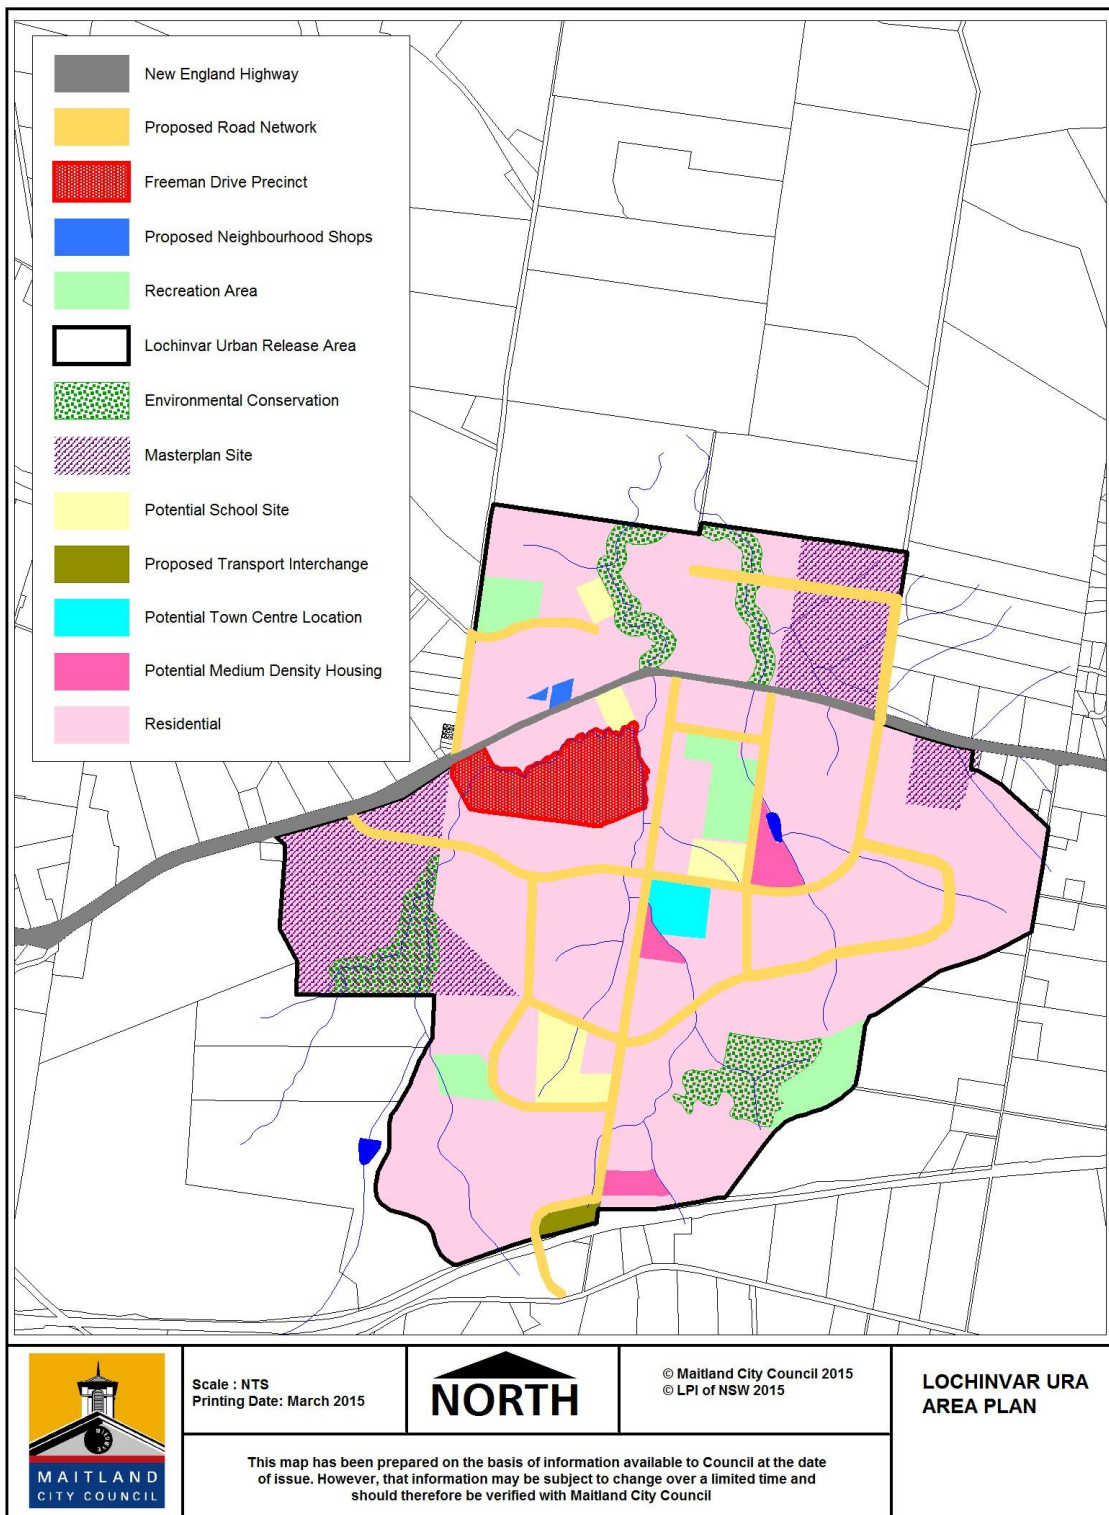 New England Highway
Proposed Road Network
Freeman Drive Precinct
Proposed Neighbourhood Shops
Recreation Area
Lochinvar Urban Release Area
Environmental Conservation
Masterplan Site
Potential School Site
Proposed Transport Interchange
Potential Town Centre Location
Potential Medium Density Housing
Residential
MAITLAND
CITY COUNCIL
Scale : NTS
Printing Date: March 2015
NORTH
© Maitland City Council 2015
© LPI of NSW 2015
LOCHINVAR URA
AREA PLAN
This map has been prepared on the basis of information available to Council at the date
of issue. However, that information may be subject to change over a limited time and
should therefore be verified with Maitland City Council